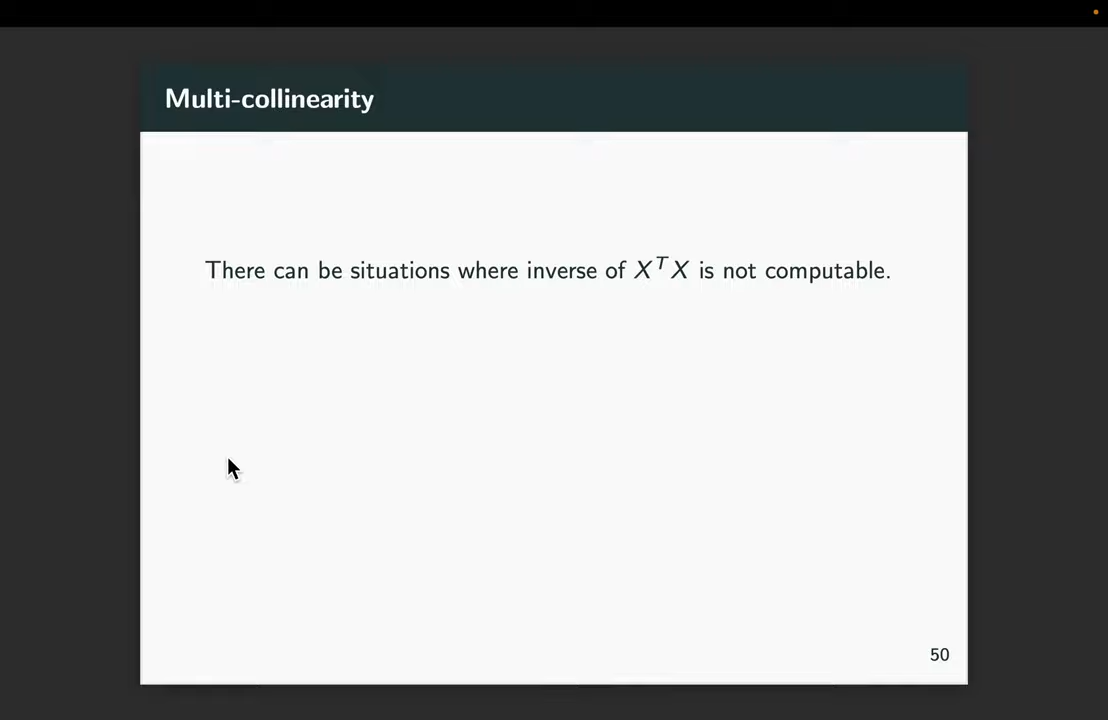 Multi-collinearity
There can be situations where inverse of $X^T X$ is not computable.
50